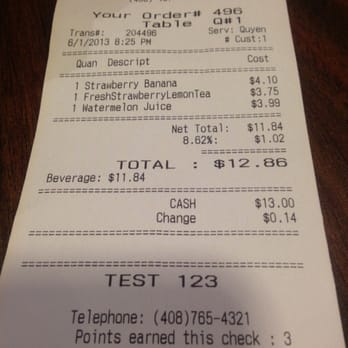 Your Order# 496
Table Q#1
Trans#: 204496 Serv: Quyen
6/1/2013 8:25 PM # Cust:1
Quan Descript Cost
1 Strawberry Banana $4.10
1 FreshStrawberryLemonTea $3.75
1 Watermelon Juice $3.99
Net Total: $11.84
8.62%: $1.02
TOTAL : $12.86
Beverage: $11.84
CASH $13.00
Change $0.14
TEST 123
Telephone: (408)765-4321
Points earned this check : 3